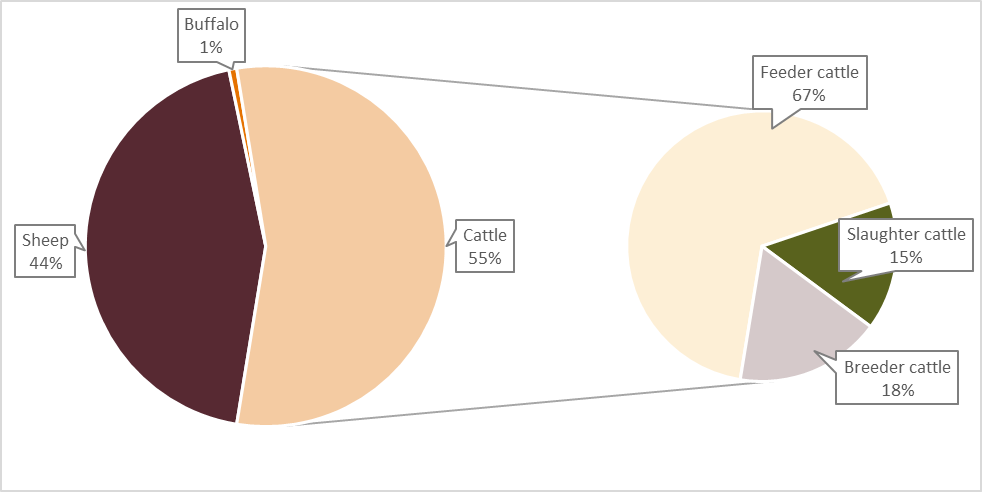 Buffalo
1%
Sheep
44%
Cattle
55%
Feeder cattle
67%
Slaughter cattle
15%
Breeder cattle
18%